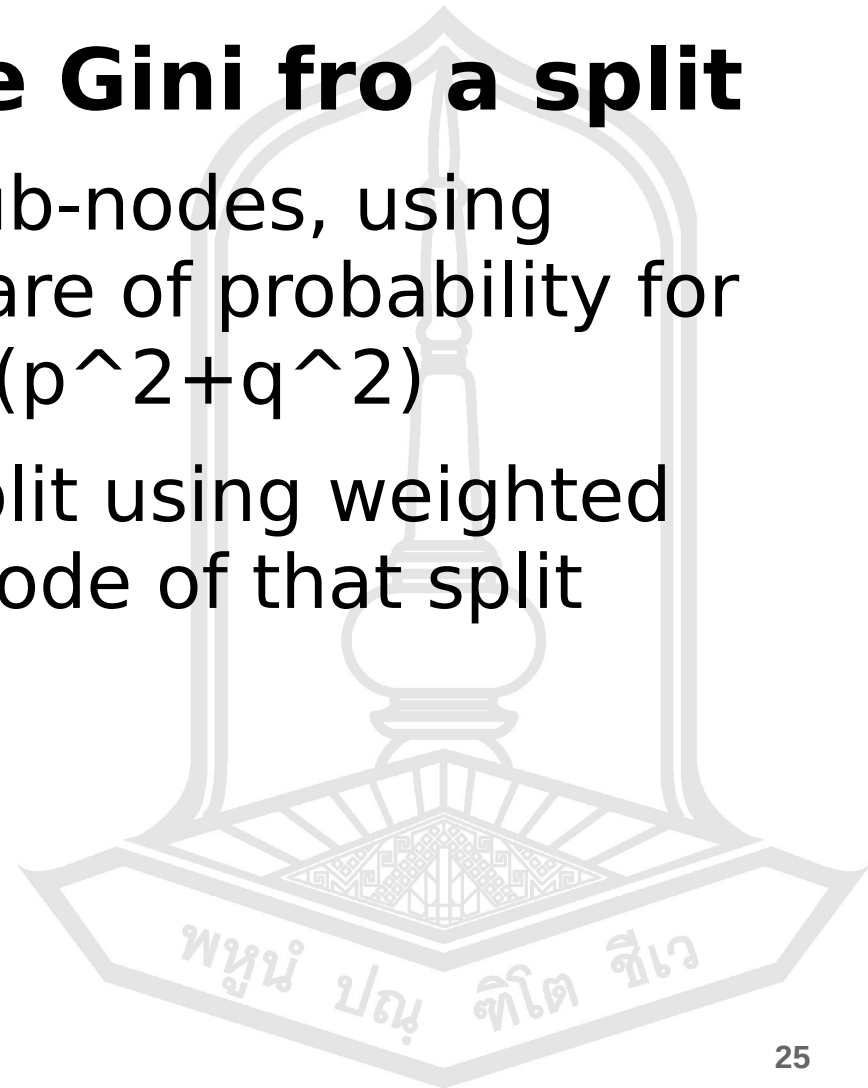 e Gini fro a split
ub-nodes, using
are of probability for
(p^2+q^2)
plit using weighted
ode of that split
พหูนํ ปณฺฑิโต ชีเว
25